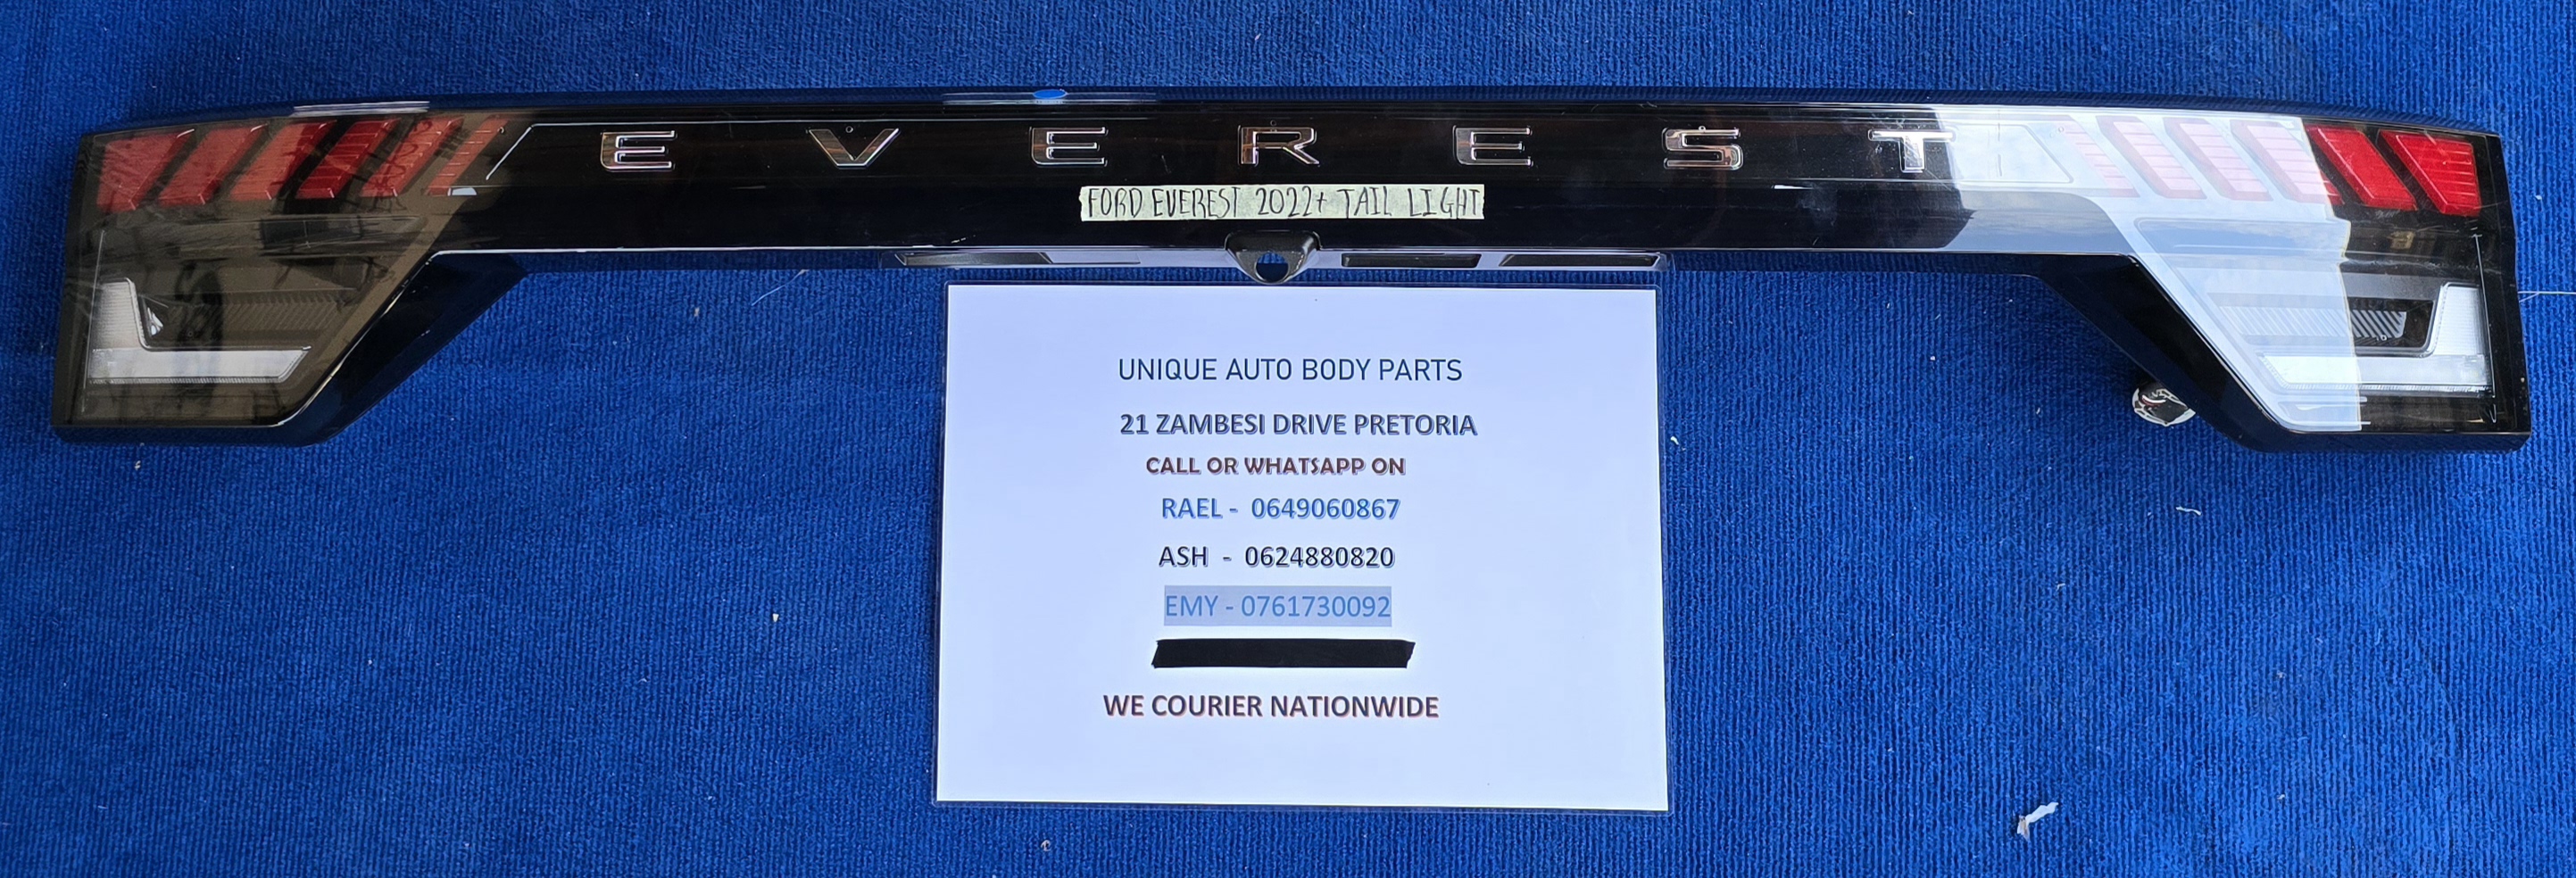 EVEREST
FORD EVEREST 2022+ TAIL LIGHT
UNIQUE AUTO BODY PARTS
21 ZAMBESI DRIVE PRETORIA
CALL OR WHATSAPP ON
RAEL - 0649060867
ASH - 0624880820
EMY - 0761730092
WE COURIER NATIONWIDE